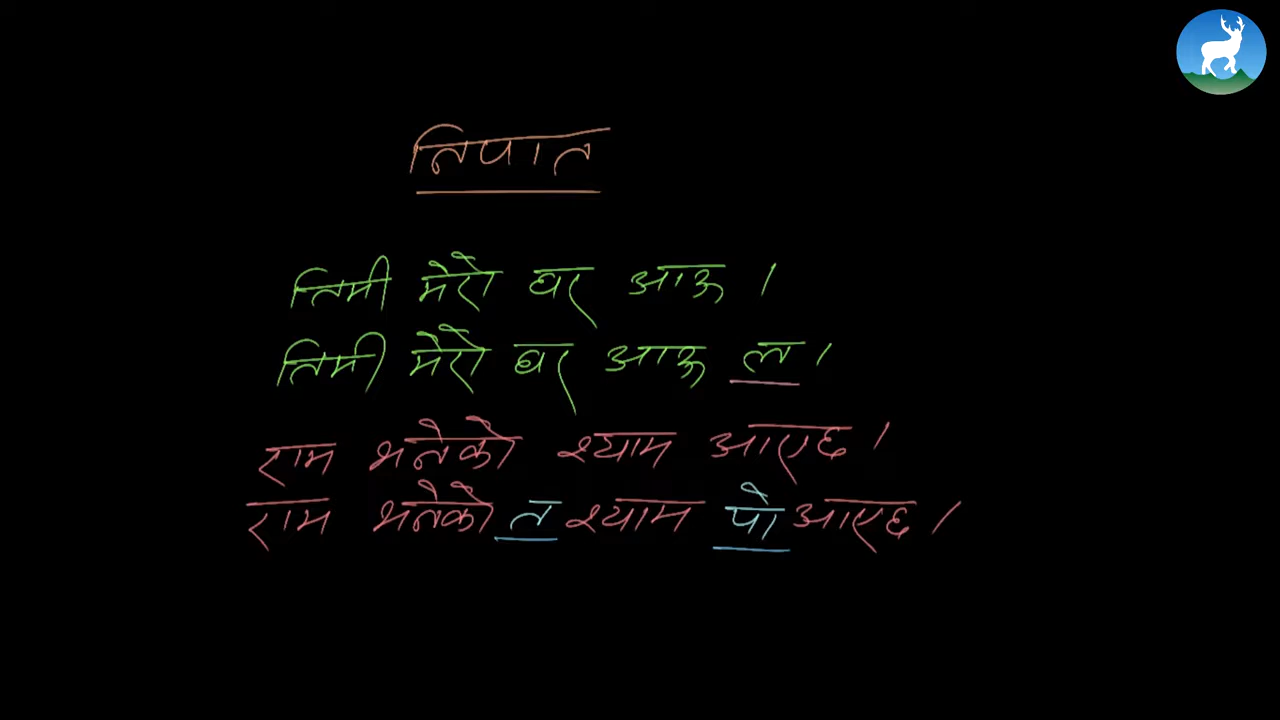 निपात
तिमी मेरो घर आऊ ।
तिमी मेरो घर आऊ ल ।
राम भनेको श्याम आएछ ।
राम भनेको त श्याम पो आएछ ।